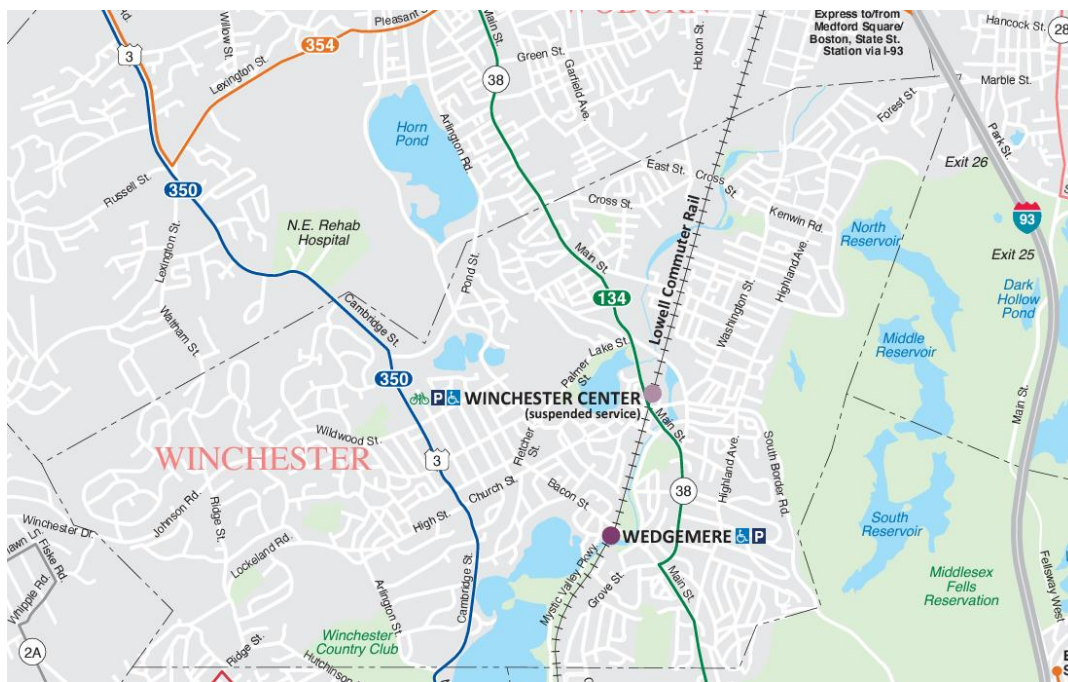 Pleasant St.
WOBURN
Express to/from
Medford Square/
Boston, State St.
Station via I-93
Hancock St.
28
Rd.
3
Willow St.
354
Lexington St.
Main St.
38
Green St.
Garfield Ave.
Holton St.
Marble St.
Forest St.
Park St.
Horn
Pond
Arlington Rd.
East St.
Cross St.
Exit 26
Russell St.
350
Cross St.
Kenwin Rd.
93
N.E. Rehab
Hospital
North
Reservoir
Lexington St.
Pond St.
Main St.
Lowell Commuter Rail
Highland Ave.
Exit 25
Dark
Hollow
Pond
134
Waltham St.
Cambridge St.
Washington St.
Middle
Reservoir
Lake St.
Palmer
St.
350
P
WINCHESTER CENTER
(suspended service)
Main St.
Main St.
Wildwood St.
Fletcher
St.
WINCHESTER
3
Highland Ave.
South Border Rd.
Church St.
Bacon St.
38
Johnson Rd.
Ridge St.
High St.
South
Reservoir
Winchester Dr.
WEDGEMERE
P
Fiske Rd.
Lockeland Rd.
Whipple Rd.
Cambridge St.
Mystic Valley Pkwy
Grove St.
Main St.
Middlesex
Fells
Reservation
Fellsway West
Arlington St.
Winchester
Country Club
2A
Ridge St.